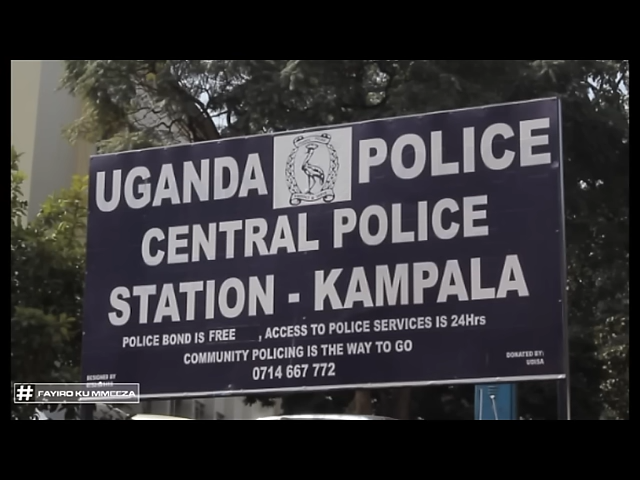 UGANDA POLICE
CENTRAL POLICE
STATION - KAMPALA
POLICE BOND IS FREE , ACCESS TO POLICE SERVICES IS 24Hrs
COMMUNITY POLICING IS THE WAY TO GO
0714 667 772
DESIGNED BY
DONATED BY:
UDISA
# FAYIRO KU MMEEZA